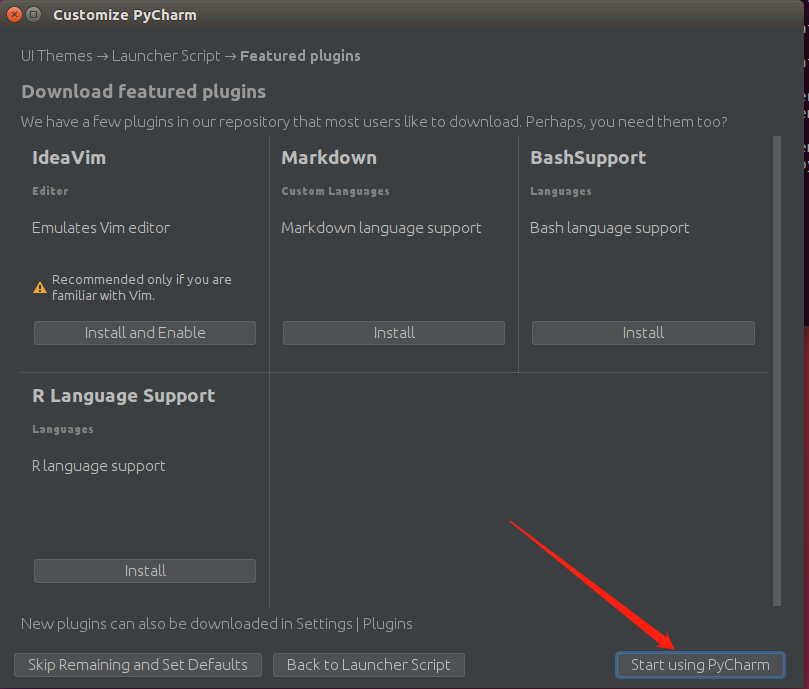 Customize PyCharm
UI Themes → Launcher Script → Featured plugins
Download featured plugins
We have a few plugins in our repository that most users like to download. Perhaps, you need them too?
IdeaVim
Editor
Emulates Vim editor
Recommended only if you are
familiar with Vim.
Install and Enable
Markdown
Custom Languages
Markdown language support
Install
BashSupport
Languages
Bash language support
Install
R Language Support
Languages
R language support
Install
New plugins can also be downloaded in Settings | Plugins
Skip Remaining and Set Defaults
Back to Launcher Script
Start using PyCharm